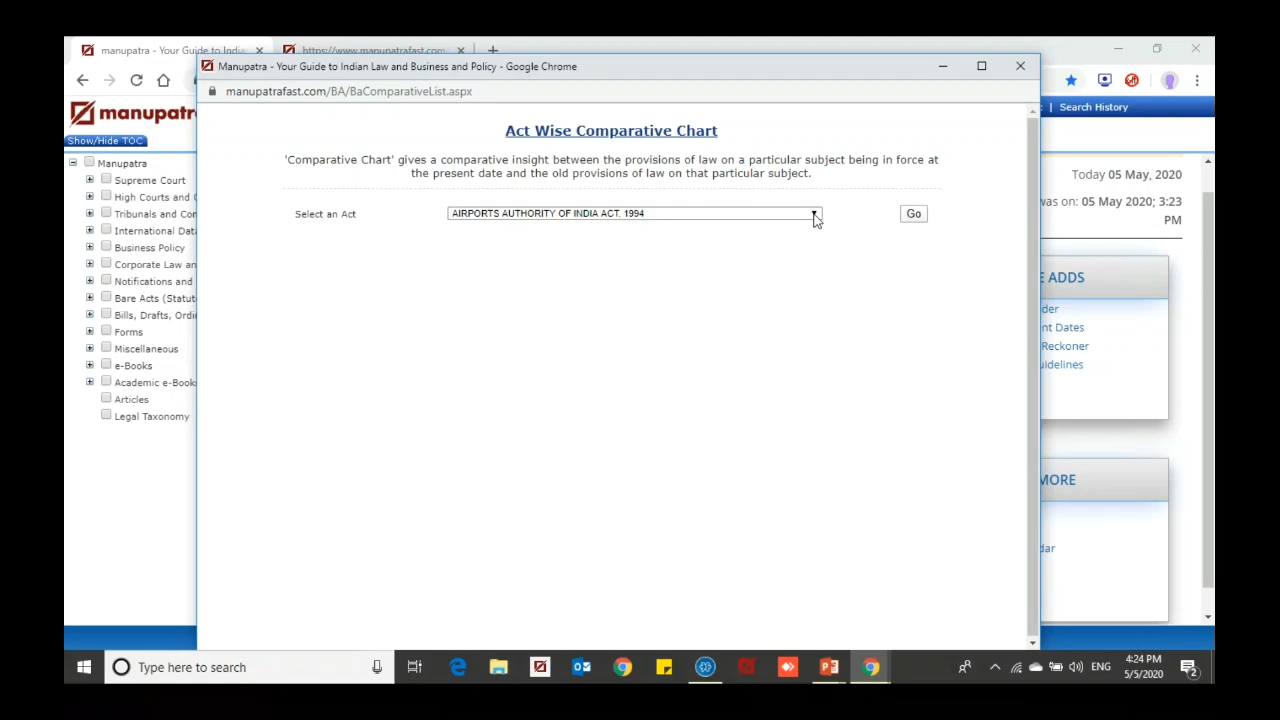 manupatra - Your Guide to India
https://www.manupatrafast.com
Manupatra - Your Guide to Indian Law and Business and Policy - Google Chrome
manupatrafast.com/BA/BaComparativeList.aspx
manupatr
Search History
Show/Hide TOC
Act Wise Comparative Chart
'Comparative Chart' gives a comparative insight between the provisions of law on a particular subject being in force at
the present date and the old provisions of law on that particular subject.
Select an Act
AIRPORTS AUTHORITY OF INDIA ACT, 1994
Go
Manupatra
Supreme Court
High Courts and
Tribunals and Con
International Data
Business Policy
Corporate Law an
Notifications and
Bare Acts (Statut
Bills, Drafts, Ordi
Forms
Miscellaneous
e-Books
Academic e-Book
Articles
Legal Taxonomy
Today 05 May, 2020
was on: 05 May 2020; 3:23
PM
E ADDS
der
nt Dates
Reckoner
uidelines
MORE
dar
Type here to search
ENG
4:24 PM
5/5/2020
2